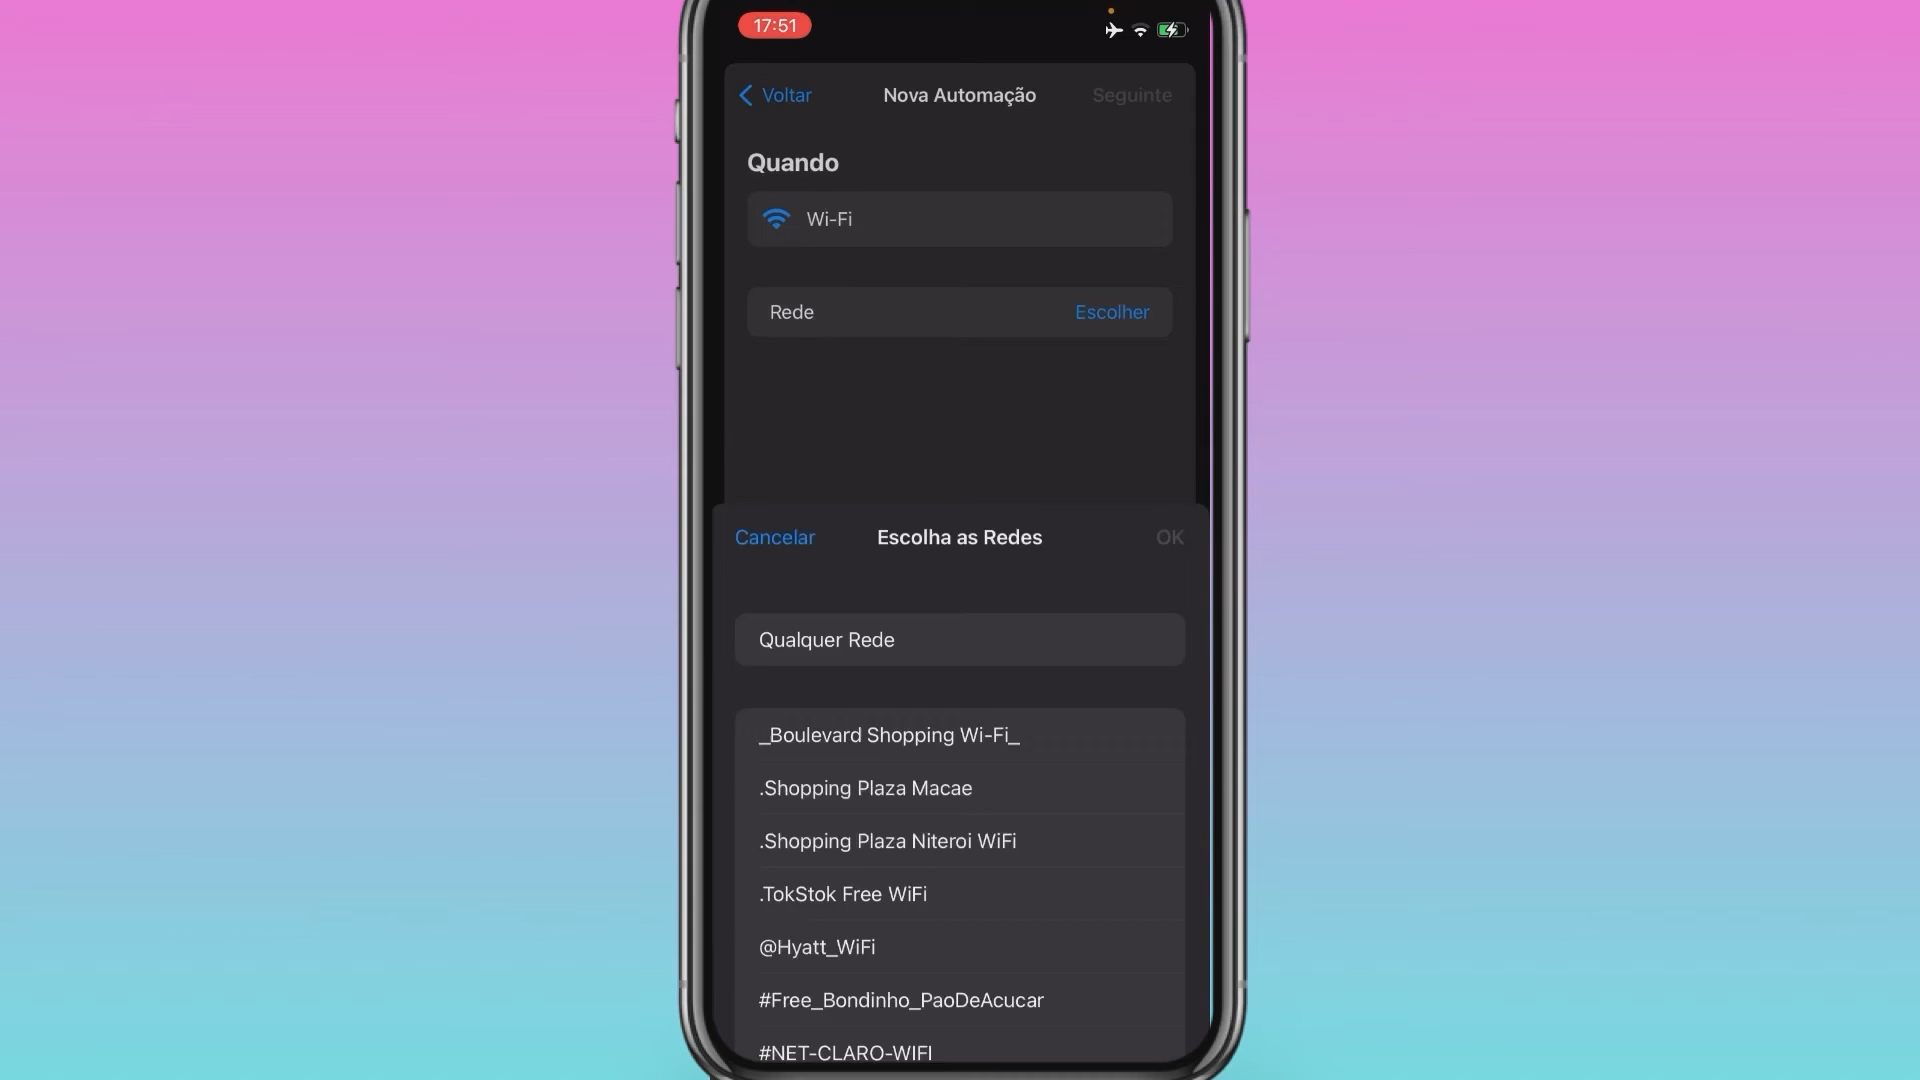 17:51
Voltar
Nova Automação
Seguinte
Quando
Wi-Fi
Rede
Escolher
Cancelar
Escolha as Redes
OK
Qualquer Rede
_Boulevard Shopping Wi-Fi_
.Shopping Plaza Macae
.Shopping Plaza Niteroi WiFi
.TokStok Free WiFi
@Hyatt_WiFi
#Free_Bondinho_PaoDeAcucar
#NET-CLARO-WIFI